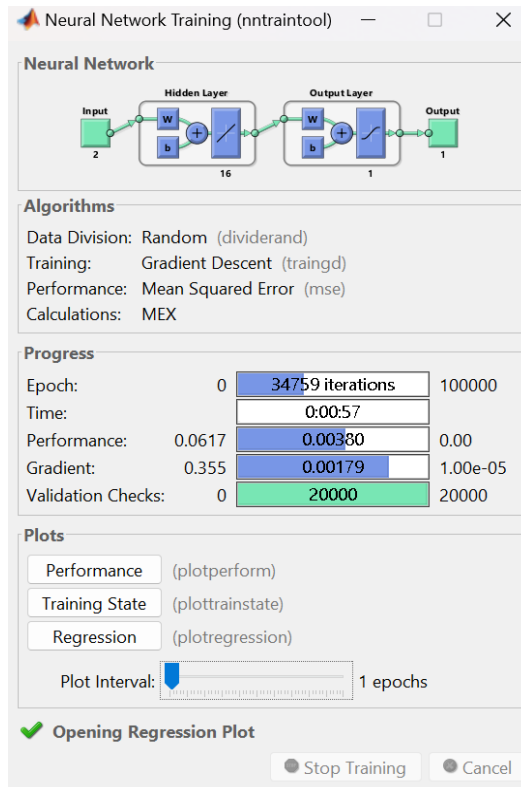 Neural Network Training (nntraintool)
Neural Network
Hidden Layer
Output Layer
Input
Output
W
W
+
+
b
b
2
1
16
1
Algorithms
Data Division: Random (dividerand)
Training: Gradient Descent (traingd)
Performance: Mean Squared Error (mse)
Calculations: MEX
Progress
Epoch: 0 34759 iterations 100000
Time: 0:00:57
Performance: 0.0617 0.00380 0.00
Gradient: 0.355 0.00179 1.00e-05
Validation Checks: 0 20000 20000
Plots
Performance (plotperform)
Training State (plottrainstate)
Regression (plotregression)
Plot Interval: 1 epochs
Opening Regression Plot
Stop Training Cancel